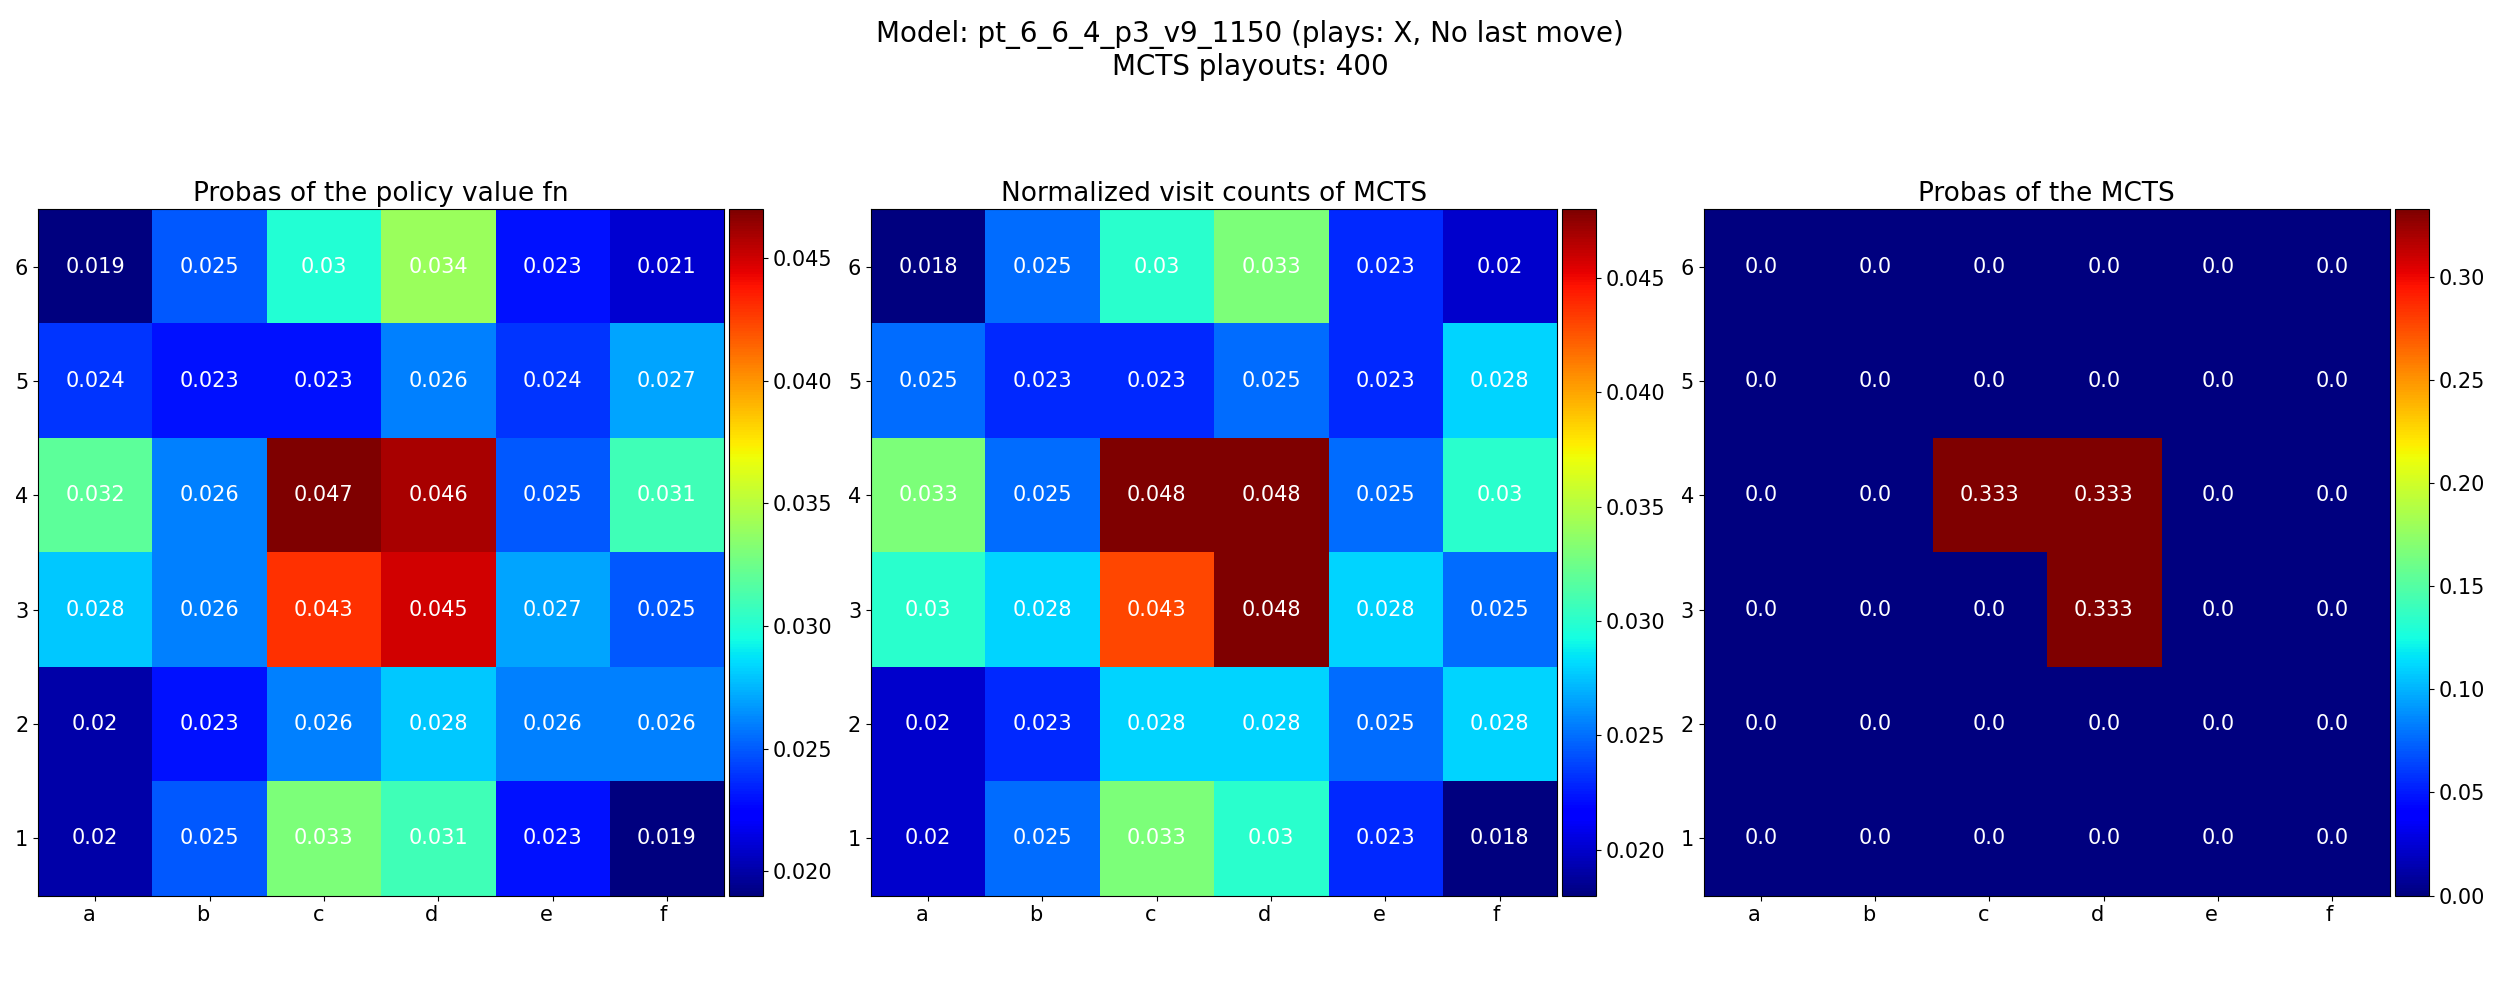 Model: pt_6_6_4_p3_v9_1150 (plays: X, No last move)
MCTS playouts: 400
Probas of the policy value fn
6 0.019 0.025 0.03 0.034 0.023 0.021
5 0.024 0.023 0.023 0.026 0.024 0.027
4 0.032 0.026 0.047 0.046 0.025 0.031
3 0.028 0.026 0.043 0.045 0.027 0.025
2 0.02 0.023 0.026 0.028 0.026 0.026
1 0.02 0.025 0.033 0.031 0.023 0.019
a b c d e f
0.045
0.040
0.035
0.030
0.025
0.020
Normalized visit counts of MCTS
6 0.018 0.025 0.03 0.033 0.023 0.02
5 0.025 0.023 0.023 0.025 0.023 0.028
4 0.033 0.025 0.048 0.048 0.025 0.03
3 0.03 0.028 0.043 0.048 0.028 0.025
2 0.02 0.023 0.028 0.028 0.025 0.028
1 0.02 0.025 0.033 0.03 0.023 0.018
a b c d e f
0.045
0.040
0.035
0.030
0.025
0.020
Probas of the MCTS
6 0.0 0.0 0.0 0.0 0.0 0.0
5 0.0 0.0 0.0 0.0 0.0 0.0
4 0.0 0.0 0.333 0.333 0.0 0.0
3 0.0 0.0 0.0 0.333 0.0 0.0
2 0.0 0.0 0.0 0.0 0.0 0.0
1 0.0 0.0 0.0 0.0 0.0 0.0
a b c d e f
0.30
0.25
0.20
0.15
0.10
0.05
0.00